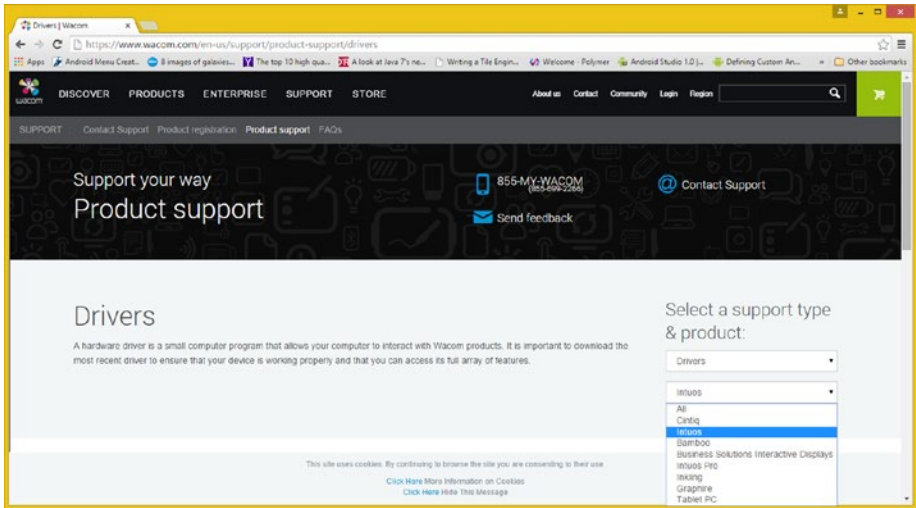 Drivers | Wacom
https://www.wacom.com/en-us/support/product-support/drivers
Apps Android Menu Creat... 8 images of galaxies... The top 10 high qua... A look at Java 7's ne... Writing a Tile Engin... Welcome - Polymer Android Studio 1.0 |... Defining Custom An... » Other bookmarks
wacom DISCOVER PRODUCTS ENTERPRISE SUPPORT STORE About us Contact Community Login Region
SUPPORT Contact Support Product registration Product support FAQs
Support your way
Product support
855-MY-WACOM
(855-699-2266)
Send feedback
@ Contact Support
Drivers
A hardware driver is a small computer program that allows your computer to interact with Wacom products. It is important to download the
most recent driver to ensure that your device is working properly and that you can access its full array of features.
Select a support type
& product:
Drivers
Intuos
All
Cintiq
Intuos
Bamboo
Business Solutions Interactive Displays
Intuos Pro
Inkling
Graphire
Tablet PC
This site uses cookies. By continuing to browse the site you are consenting to their use.
Click Here More Information on Cookies
Click Here Hide This Message